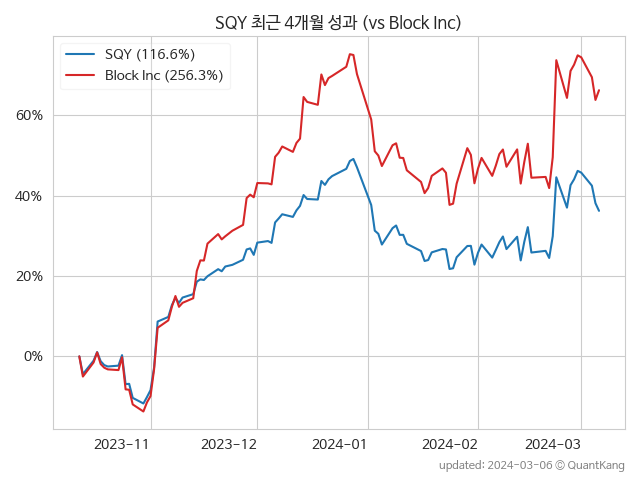 SQY 최근 4개월 성과 (vs Block Inc)
SQY (116.6%)
Block Inc (256.3%)
60%
40%
20%
0%
2023-11
2023-12
2024-01
2024-02
2024-03
updated: 2024-03-06 © QuantKang